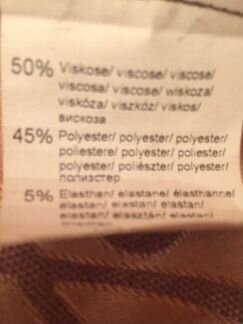 50% Viskose/ viscose/ viscose/
viscosa/ viscose/ wiskoza/
viskóza/ viszkóz/ viskos/
вискоза
45% Polyester/ polyester/ polyester/
poliestere/ polyester/ poliester/
polyester/ poliészter/ polyester/
полиэстер
5% Elasthan/ elastane/ élasthanne/
elastan/ elastan/ elastan/
elastan/ elasztán/ elastan/